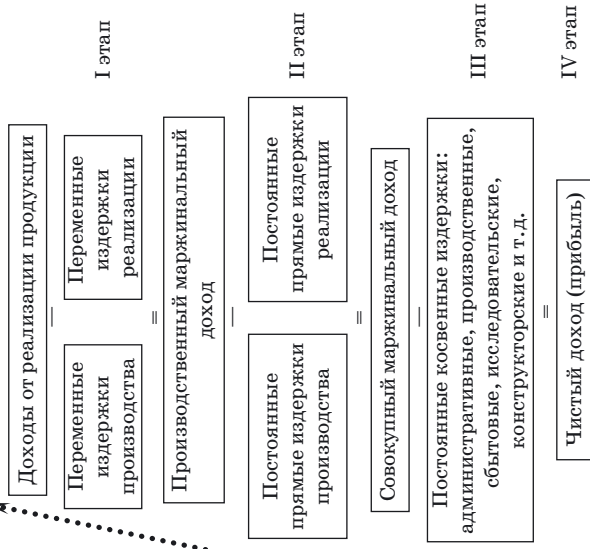 Доходы от реализации продукции
–
Переменные
издержки
производства
Переменные
издержки
реализации
I этап
=
Производственный маржинальный
доход
–
Постоянные
прямые издержки
производства
Постоянные
прямые издержки
реализации
II этап
=
Совокупный маржинальный доход
–
Постоянные косвенные издержки:
административные, производственные,
сбытовые, исследовательские,
конструкторские и т.д.
III этап
=
Чистый доход (прибыль)
IV этап